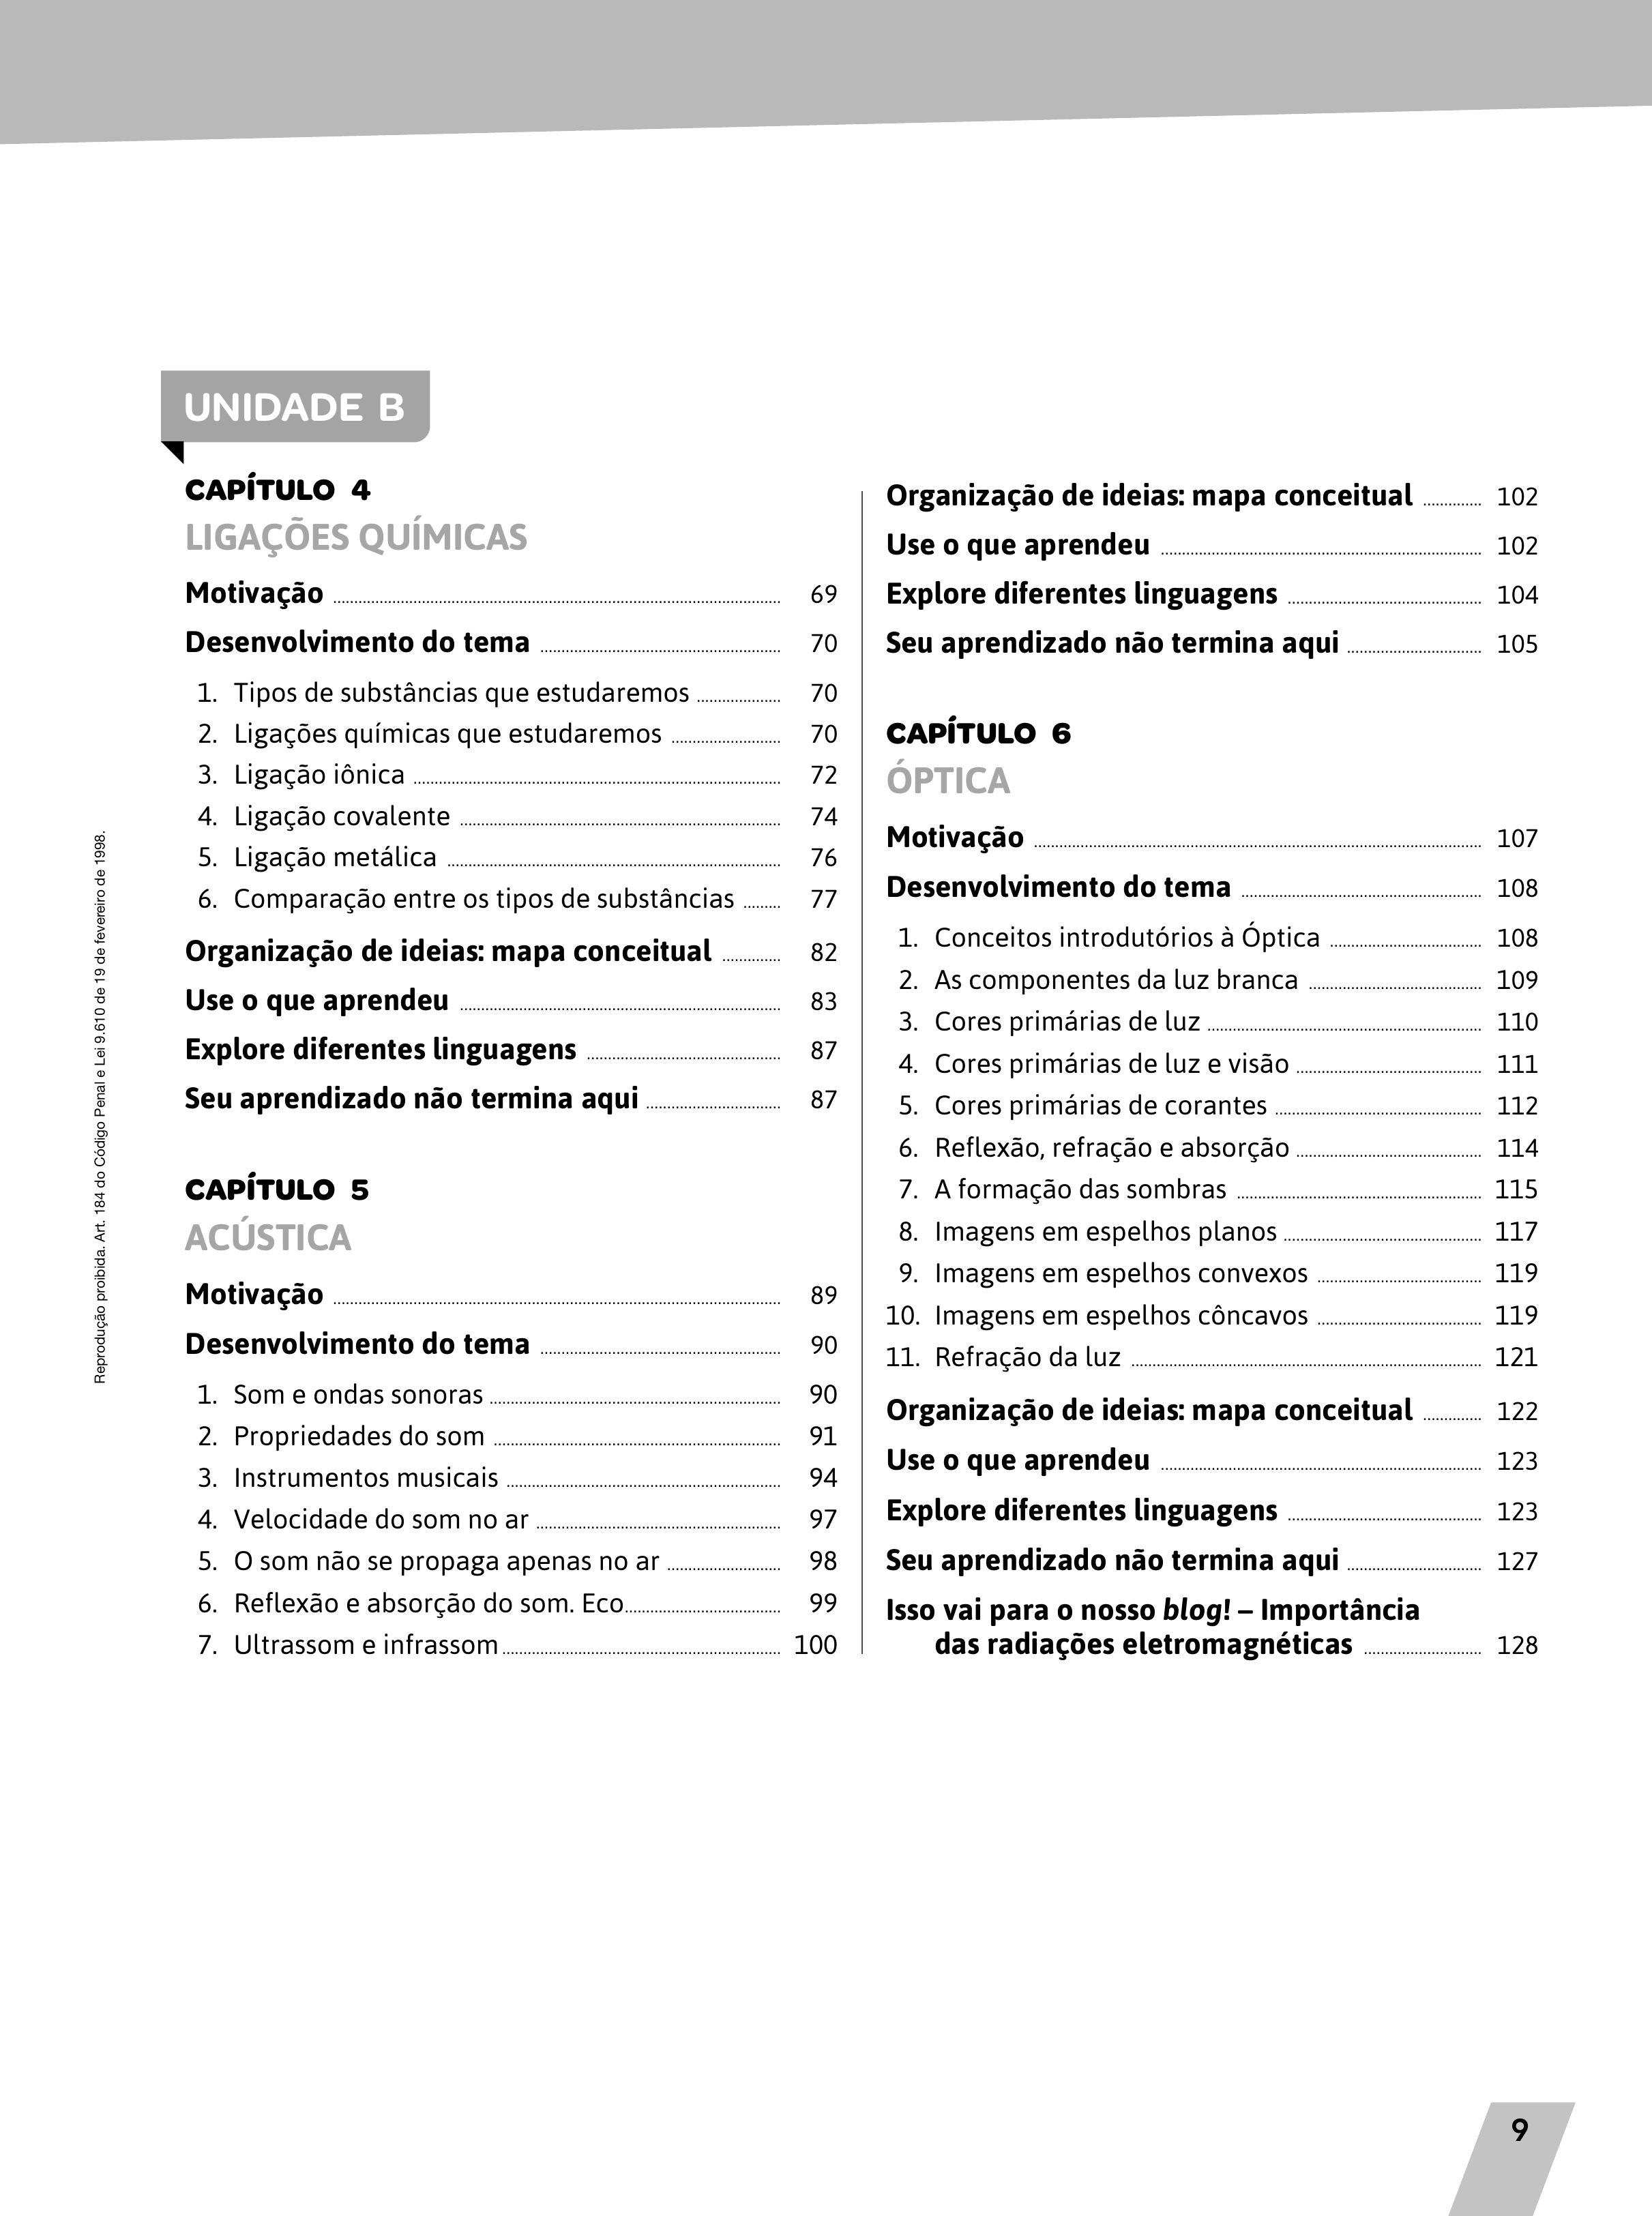 UNIDADE B
CAPÍTULO 4
LIGAÇÕES QUÍMICAS
Motivação 69
Desenvolvimento do tema 70
1. Tipos de substâncias que estudaremos 70
2. Ligações químicas que estudaremos 70
3. Ligação iônica 72
4. Ligação covalente 74
5. Ligação metálica 76
6. Comparação entre os tipos de substâncias 77
Organização de ideias: mapa conceitual 82
Use o que aprendeu 83
Explore diferentes linguagens 87
Seu aprendizado não termina aqui 87
CAPÍTULO 5
ACÚSTICA
Motivação 89
Desenvolvimento do tema 90
1. Som e ondas sonoras 90
2. Propriedades do som 91
3. Instrumentos musicais 94
4. Velocidade do som no ar 97
5. O som não se propaga apenas no ar 98
6. Reflexão e absorção do som. Eco 99
7. Ultrassom e infrassom 100
Organização de ideias: mapa conceitual 102
Use o que aprendeu 102
Explore diferentes linguagens 104
Seu aprendizado não termina aqui 105
CAPÍTULO 6
ÓPTICA
Motivação 107
Desenvolvimento do tema 108
1. Conceitos introdutórios à Óptica 108
2. As componentes da luz branca 109
3. Cores primárias de luz 110
4. Cores primárias de luz e visão 111
5. Cores primárias de corantes 112
6. Reflexão, refração e absorção 114
7. A formação das sombras 115
8. Imagens em espelhos planos 117
9. Imagens em espelhos convexos 119
10. Imagens em espelhos côncavos 119
11. Refração da luz 121
Organização de ideias: mapa conceitual 122
Use o que aprendeu 123
Explore diferentes linguagens 123
Seu aprendizado não termina aqui 127
Isso vai para o nosso blog! – Importância
das radiações eletromagnéticas 128
Reprodução proibida. Art. 184 do Código Penal e Lei 9.610 de 19 de fevereiro de 1998.
9